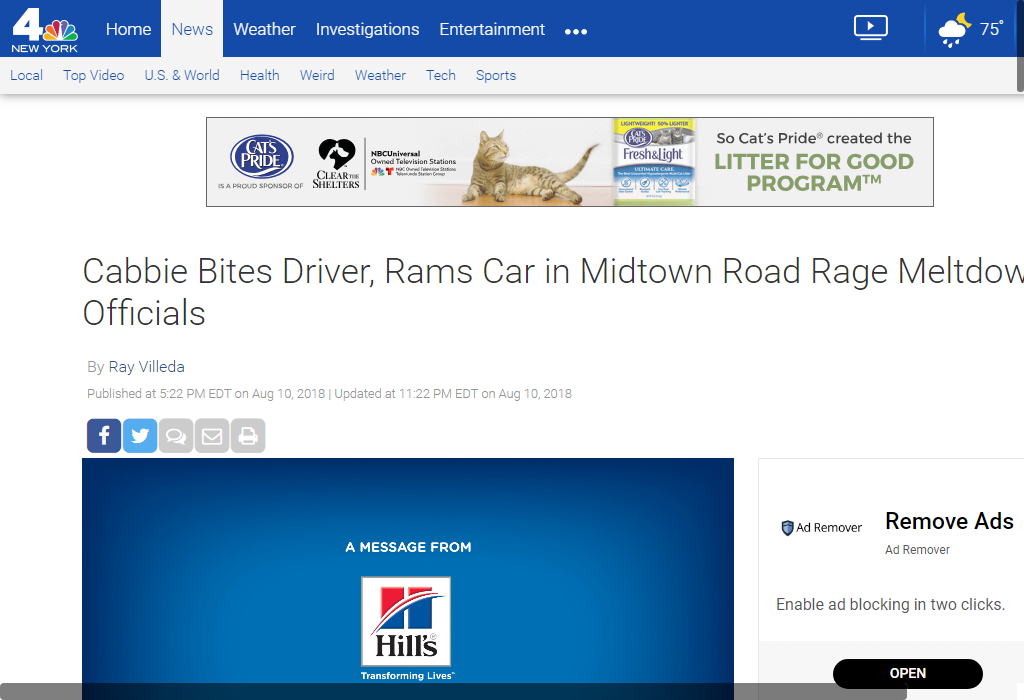 4
NEW YORK
Home
News
Weather
Investigations
Entertainment
75°
Local
Top Video
U.S. & World
Health
Weird
Weather
Tech
Sports
CAT'S PRIDE
IS A PROUD SPONSOR OF
CLEAR THE SHELTERS
NBCUniversal
Owned Television Stations
NBC Owned Television Stations
Telemundo Station Group
LIGHTWEIGHT! 50% LIGHTER
CAT'S PRIDE
Fresh&Light
ULTIMATE CARE
So Cat's Pride® created the
LITTER FOR GOOD
PROGRAM™
Cabbie Bites Driver, Rams Car in Midtown Road Rage Meltdow
Officials
By Ray Villeda
Published at 5:22 PM EDT on Aug 10, 2018 | Updated at 11:22 PM EDT on Aug 10, 2018
A MESSAGE FROM
Hill's®
Transforming Lives™
Ad Remover
Remove Ads
Ad Remover
Enable ad blocking in two clicks.
OPEN